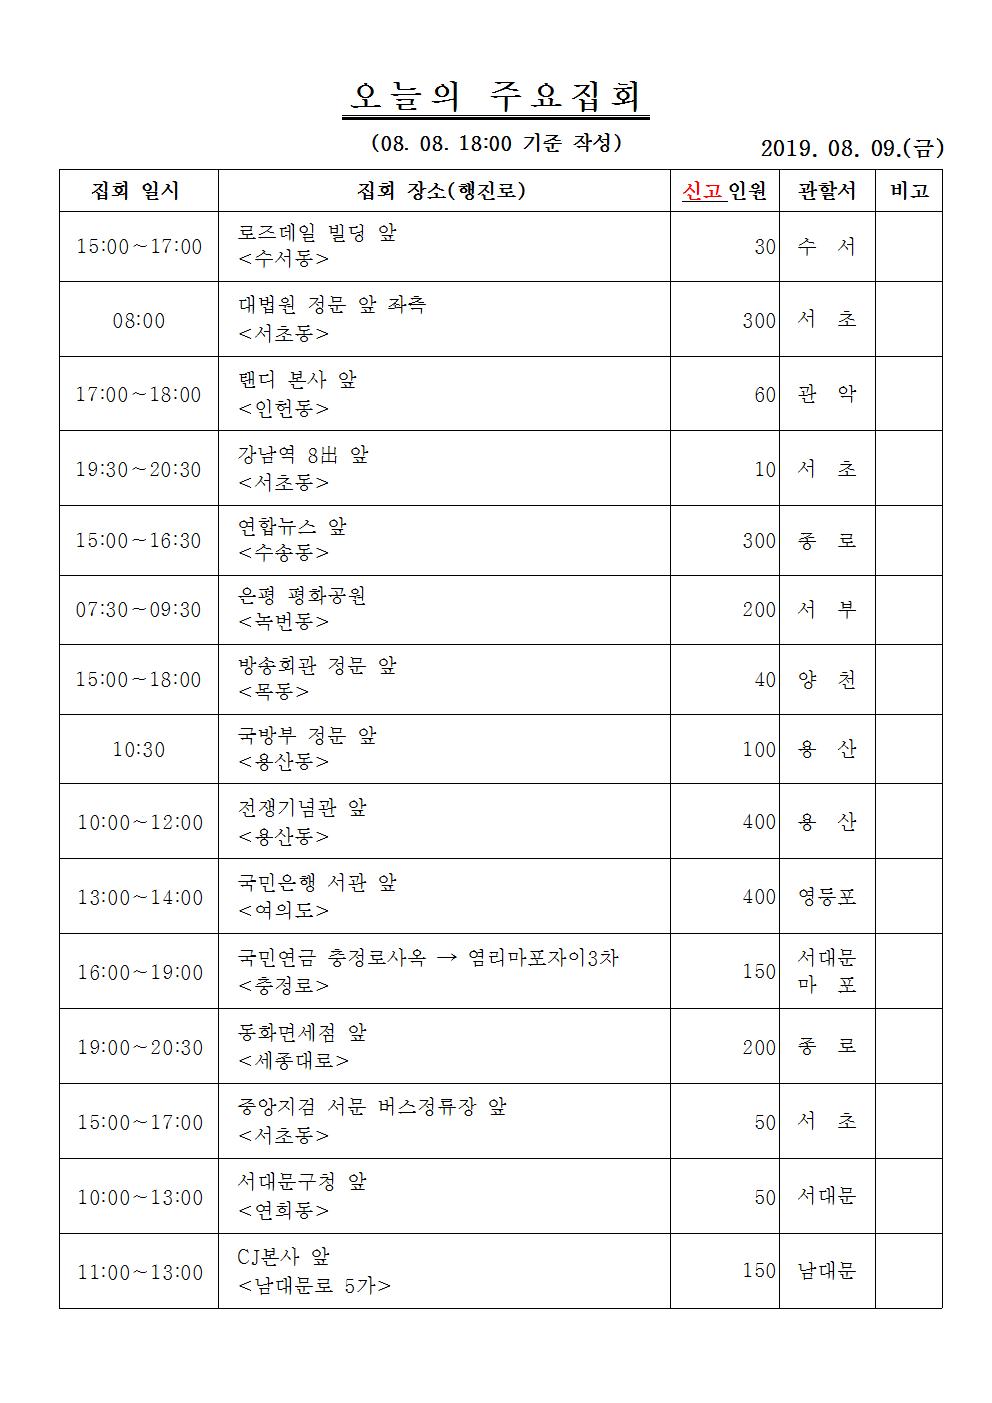 오늘의 주요집회
(08. 08. 18:00 기준 작성)
2019. 08. 09.(금)
집회 일시 집회 장소(행진로) 신고인원 관할서 비고
15:00~17:00 로즈데일 빌딩 앞 30 수 서
<수서동>
08:00 대법원 정문 앞 좌측 300 서 초
<서초동>
17:00~18:00 탠디 본사 앞 60 관 악
<인헌동>
19:30~20:30 강남역 8出 앞 10 서 초
<서초동>
15:00~16:30 연합뉴스 앞 300 종 로
<수송동>
07:30~09:30 은평 평화공원 200 서 부
<녹번동>
15:00~18:00 방송회관 정문 앞 40 양 천
<목동>
10:30 국방부 정문 앞 100 용 산
<용산동>
10:00~12:00 전쟁기념관 앞 400 용 산
<용산동>
13:00~14:00 국민은행 서관 앞 400 영등포
<여의도>
16:00~19:00 국민연금 충정로사옥 → 염리마포자이3차 150 서대문
<충정로> 마 포
19:00~20:30 동화면세점 앞 200 종 로
<세종대로>
15:00~17:00 중앙지검 서문 버스정류장 앞 50 서 초
<서초동>
10:00~13:00 서대문구청 앞 50 서대문
<연희동>
11:00~13:00 CJ본사 앞 150 남대문
<남대문로 5가>